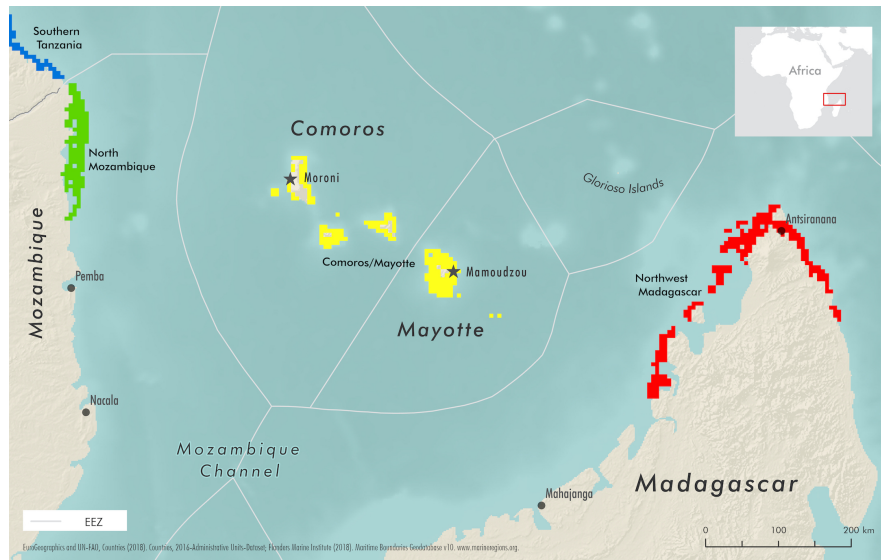 Southern
Tanzania
Africa
Comoros
North
Mozambique
Moroni
Glorioso Islands
Antsiranana
Mozambique
Comoros/Mayotte
Mamoudzou
Northwest
Madagascar
Pemba
Mayotte
Nacala
Mozambique
Channel
Madagascar
Mahajanga
EEZ
0 100 200 km
EuroGeographics and UN-FAO, Countries (2018). Countries, 2016-Administrative Units-Dataset; Flanders Marine Institute (2018). Maritime Boundaries Geodatabase v10. www.marineregions.org.